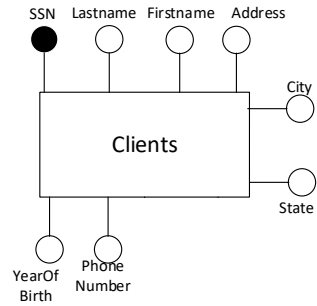 SSN
Lastname
Firstname
Address
City
Clients
State
YearOf
Birth
Phone
Number